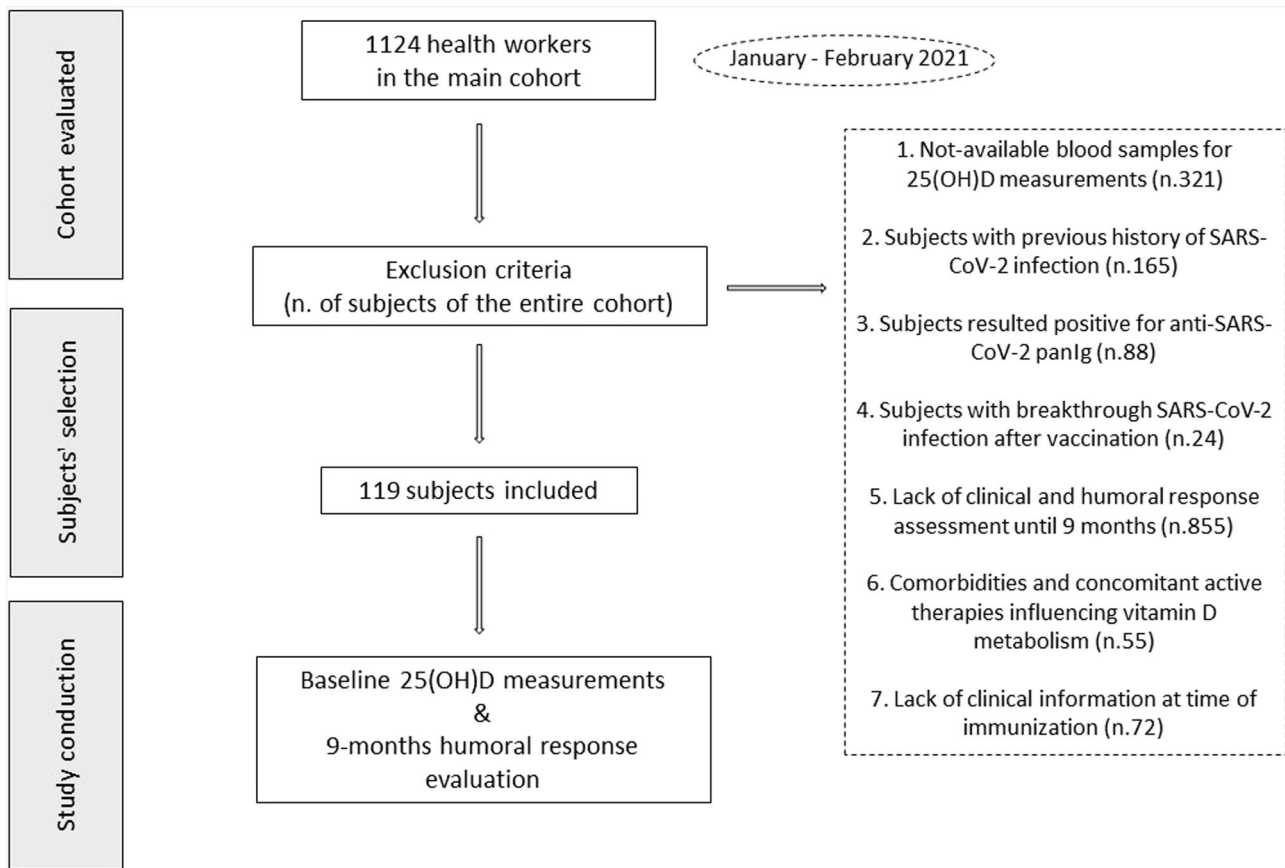 Cohort evaluated
1124 health workers
in the main cohort
January - February 2021
Exclusion criteria
(n. of subjects of the entire cohort)
1. Not-available blood samples for
25(OH)D measurements (n.321)
2. Subjects with previous history of SARS-
CoV-2 infection (n.165)
3. Subjects resulted positive for anti-SARS-
CoV-2 panIg (n.88)
4. Subjects with breakthrough SARS-CoV-2
infection after vaccination (n.24)
5. Lack of clinical and humoral response
assessment until 9 months (n.855)
6. Comorbidities and concomitant active
therapies influencing vitamin D
metabolism (n.55)
7. Lack of clinical information at time of
immunization (n.72)
Subjects' selection
119 subjects included
Study conduction
Baseline 25(OH)D measurements
&
9-months humoral response
evaluation